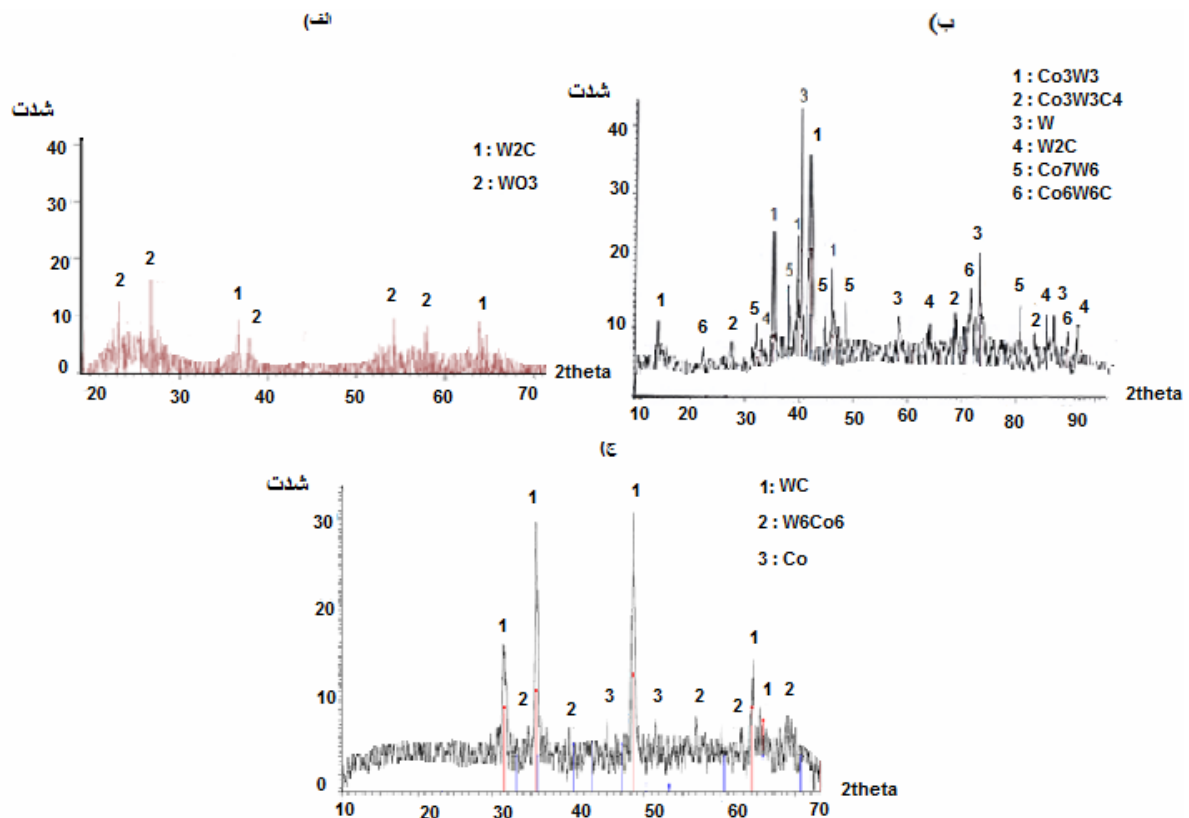 الف)
شدت
40
30
20
10
0
1 : W2C
2 : WO3
2 2 1 2 2 2 1
20 30 40 50 60 70
2theta
ب)
شدت
40
30
20
10
1 : Co3W3
2 : Co3W3C4
3 : W
4 : W2C
5 : Co7W6
6 : Co6W6C
1 6 2 5 4 1 5 1 3 1 5 1 5 3 4 2 6 3 5 2 4 3 6 4
10 20 30 40 50 60 70 80 90
2theta
ج)
شدت
30
20
10
0
1: WC
2 : W6Co6
3 : Co
1 2 1 2 3 1 3 2 2 1 1 2
10 20 30 40 50 60 70
2theta